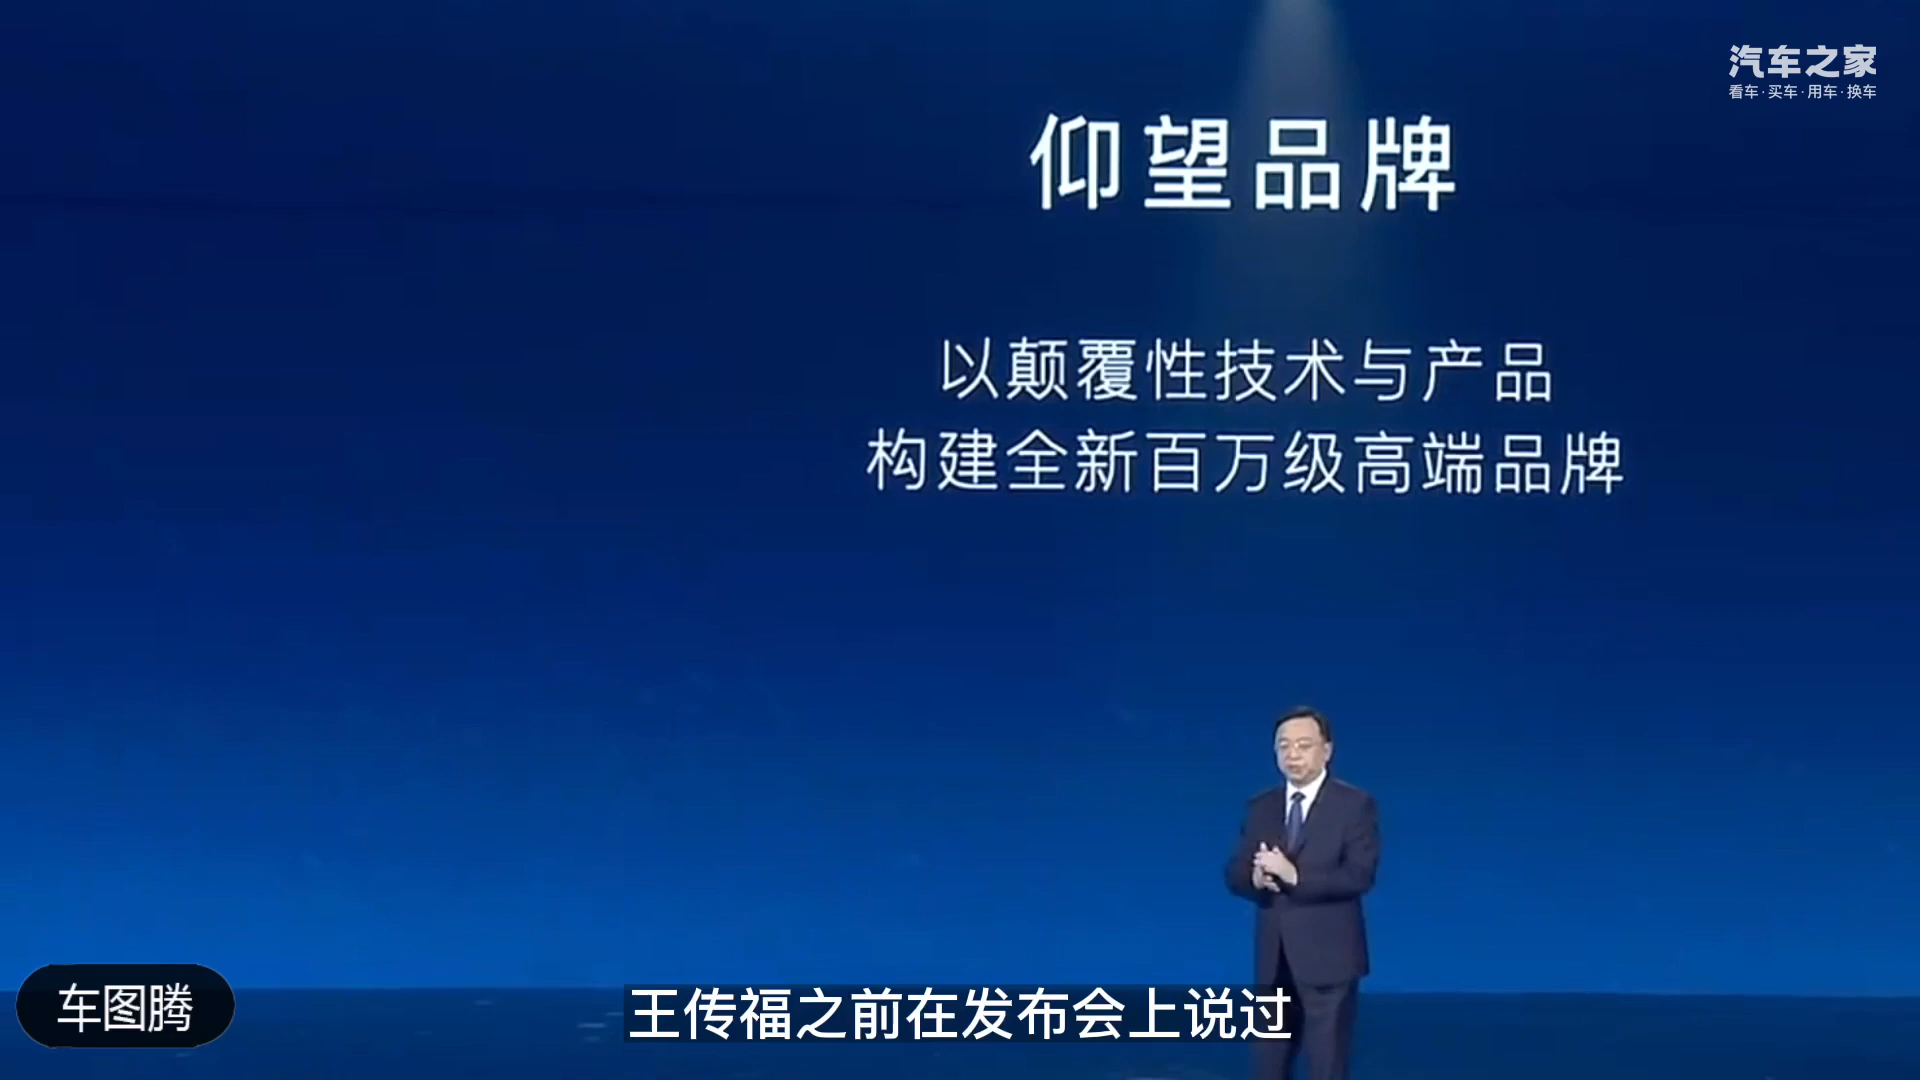 汽车之家
看车·买车·用车·换车
仰望品牌
以颠覆性技术与产品
构建全新百万级高端品牌
车图腾
王传福之前在发布会上说过